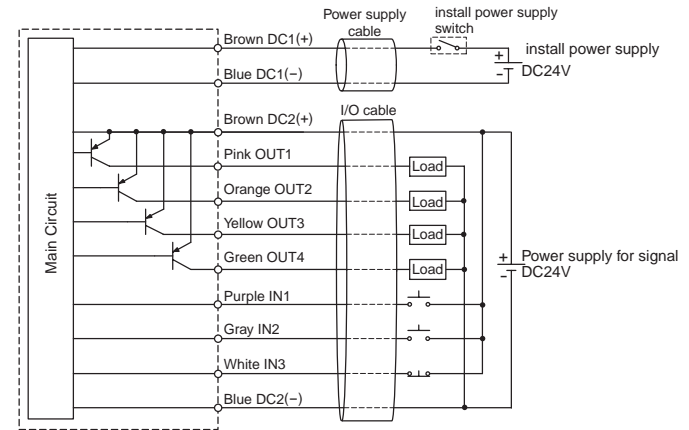 Power supply
cable
install power supply
switch
Brown DC1(+)
+
install power supply
Blue DC1(−)
-
DC24V
Brown DC2(+)
I/O cable
Pink OUT1
Load
Orange OUT2
Load
Yellow OUT3
Load
Main Circuit
Green OUT4
Load
+
Power supply for signal
-
DC24V
Purple IN1
Gray IN2
White IN3
Blue DC2(−)